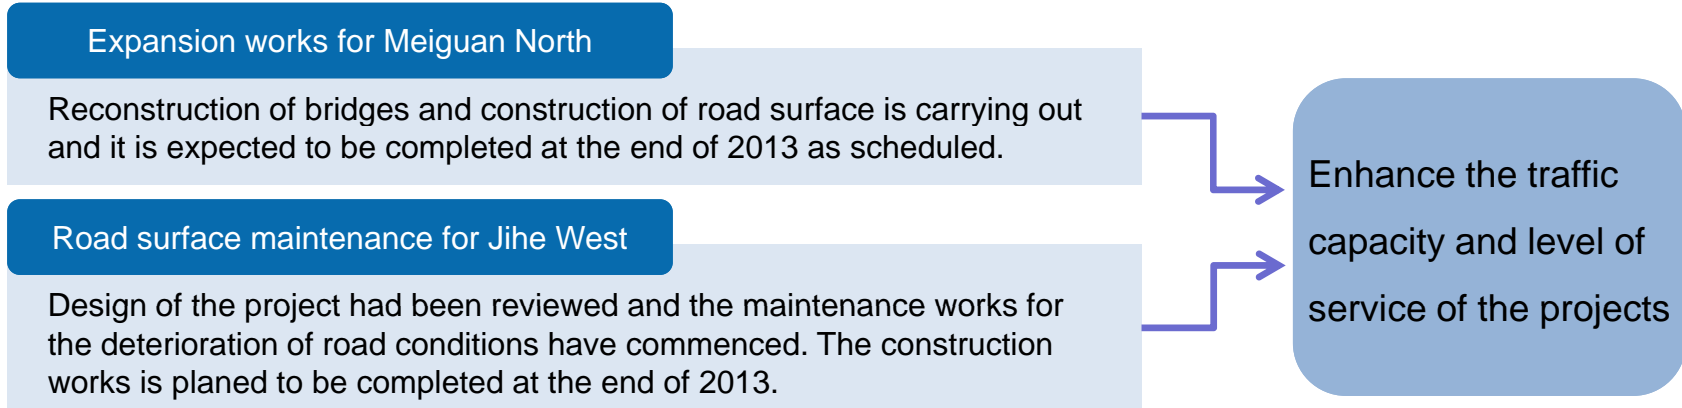 Expansion works for Meiguan North
Reconstruction of bridges and construction of road surface is carrying out
and it is expected to be completed at the end of 2013 as scheduled.
Road surface maintenance for Jihe West
Design of the project had been reviewed and the maintenance works for
the deterioration of road conditions have commenced. The construction
works is planed to be completed at the end of 2013.
Enhance the traffic
capacity and level of
service of the projects